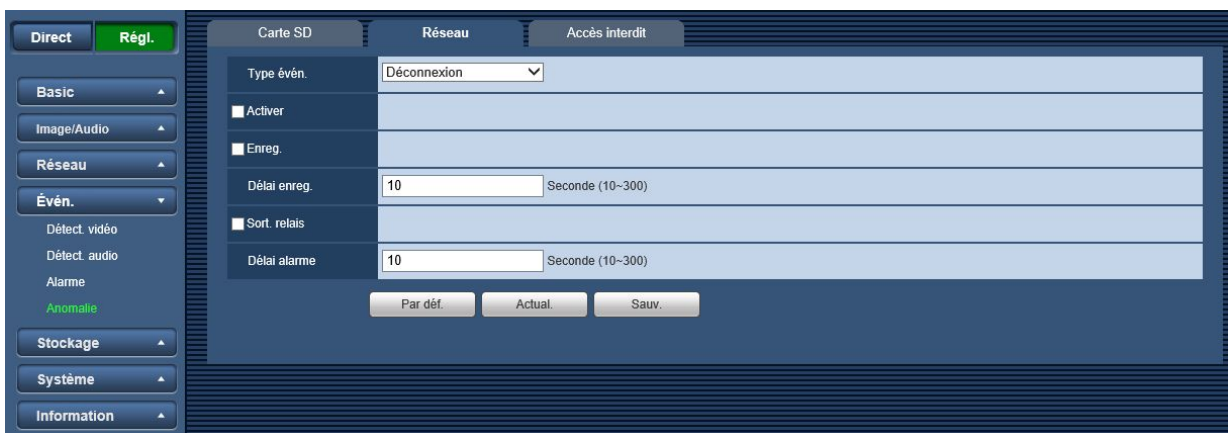 Direct Régl.
Basic
Image/Audio
Réseau
Évén.
Détect. vidéo
Détect. audio
Alarme
Anomalie
Stockage
Système
Information
Carte SD Réseau Accès interdit
Type évén. Déconnexion
Activer
Enreg.
Délai enreg. 10 Seconde (10~300)
Sort. relais
Délai alarme 10 Seconde (10~300)
Par déf. Actual. Sauv.